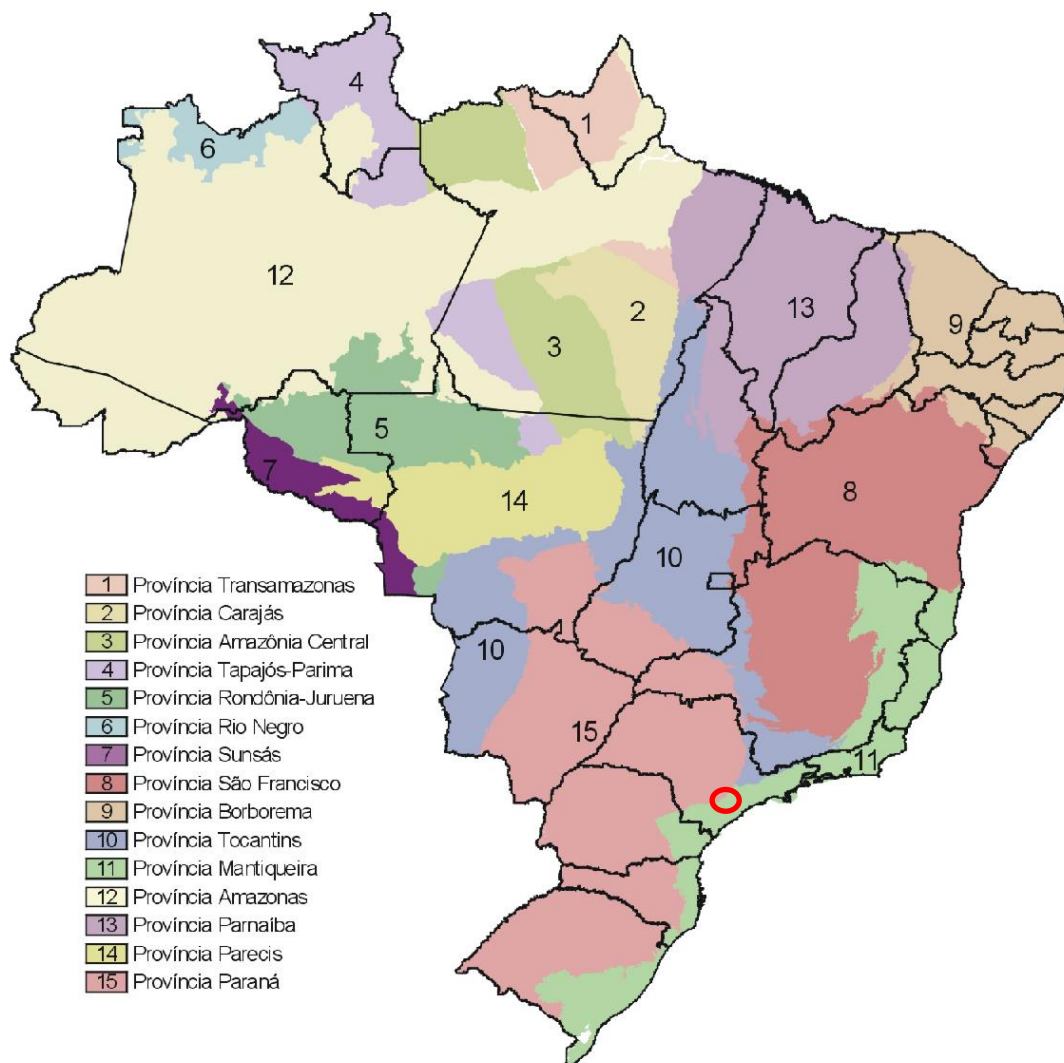 4
1
6
12
2
3
13
9
5
7
14
8
10
10
15
11
1 Província Transamazonas
2 Província Carajás
3 Província Amazônia Central
4 Província Tapajós-Parima
5 Província Rondônia-Juruena
6 Província Rio Negro
7 Província Sunsás
8 Província São Francisco
9 Província Borborema
10 Província Tocantins
11 Província Mantiqueira
12 Província Amazonas
13 Província Parnaíba
14 Província Parecis
15 Província Paraná